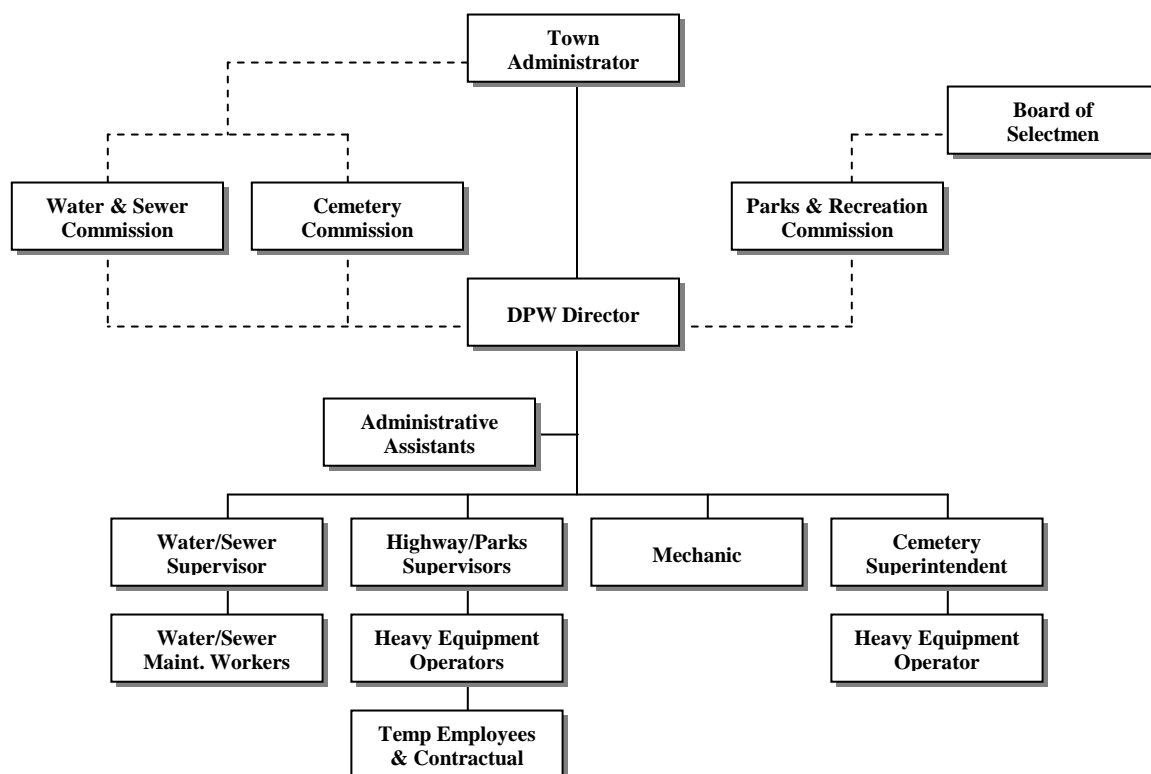 Town
Administrator
Board of
Selectmen
Water & Sewer
Commission
Cemetery
Commission
Parks & Recreation
Commission
DPW Director
Administrative
Assistants
Water/Sewer
Supervisor
Highway/Parks
Supervisors
Mechanic
Cemetery
Superintendent
Water/Sewer
Maint. Workers
Heavy Equipment
Operators
Heavy Equipment
Operator
Temp Employees
& Contractual